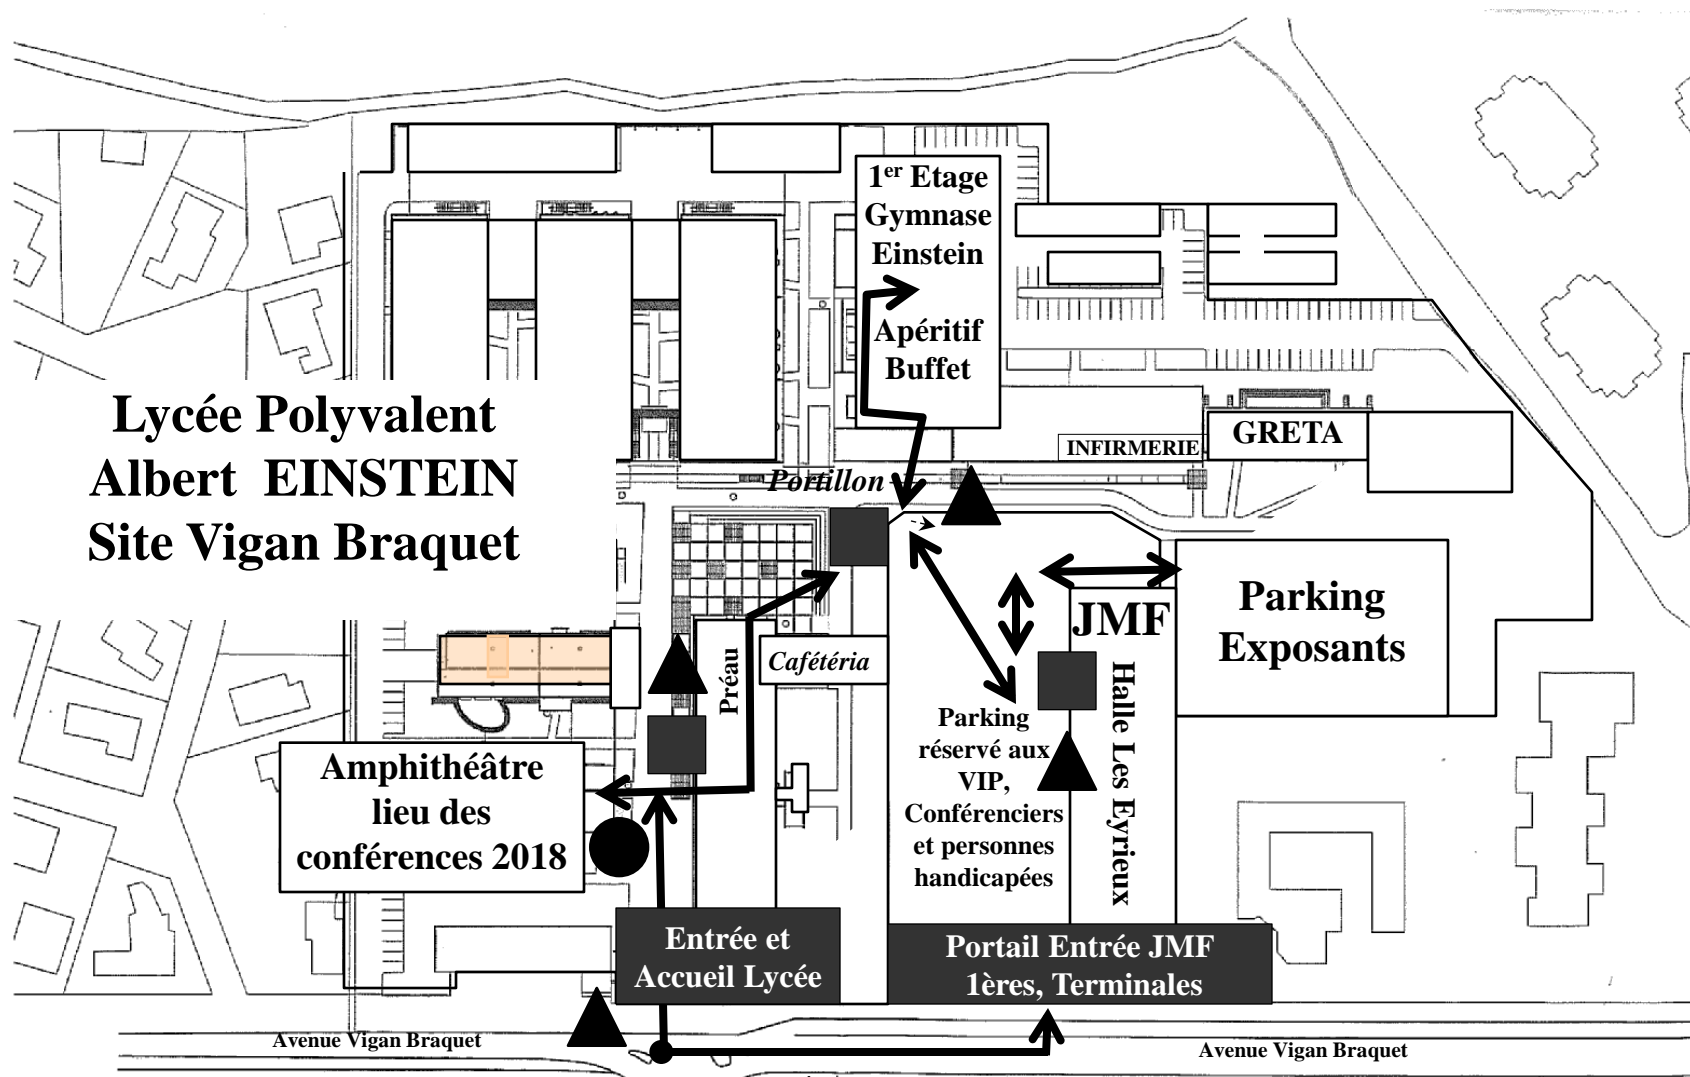 1er Etage
Gymnase
Einstein
Apéritif
Buffet
Lycée Polyvalent
Albert EINSTEIN
Site Vigan Braquet
INFIRMERIE
GRETA
Portillon
JMF
Parking
Exposants
Préau
Cafétéria
Halle Les Eyrieux
Parking
réservé aux
VIP,
Conférenciers
et personnes
handicapées
Amphithéâtre
lieu des
conférences 2018
Entrée et
Accueil Lycée
Portail Entrée JMF
1ères, Terminales
Avenue Vigan Braquet
Avenue Vigan Braquet